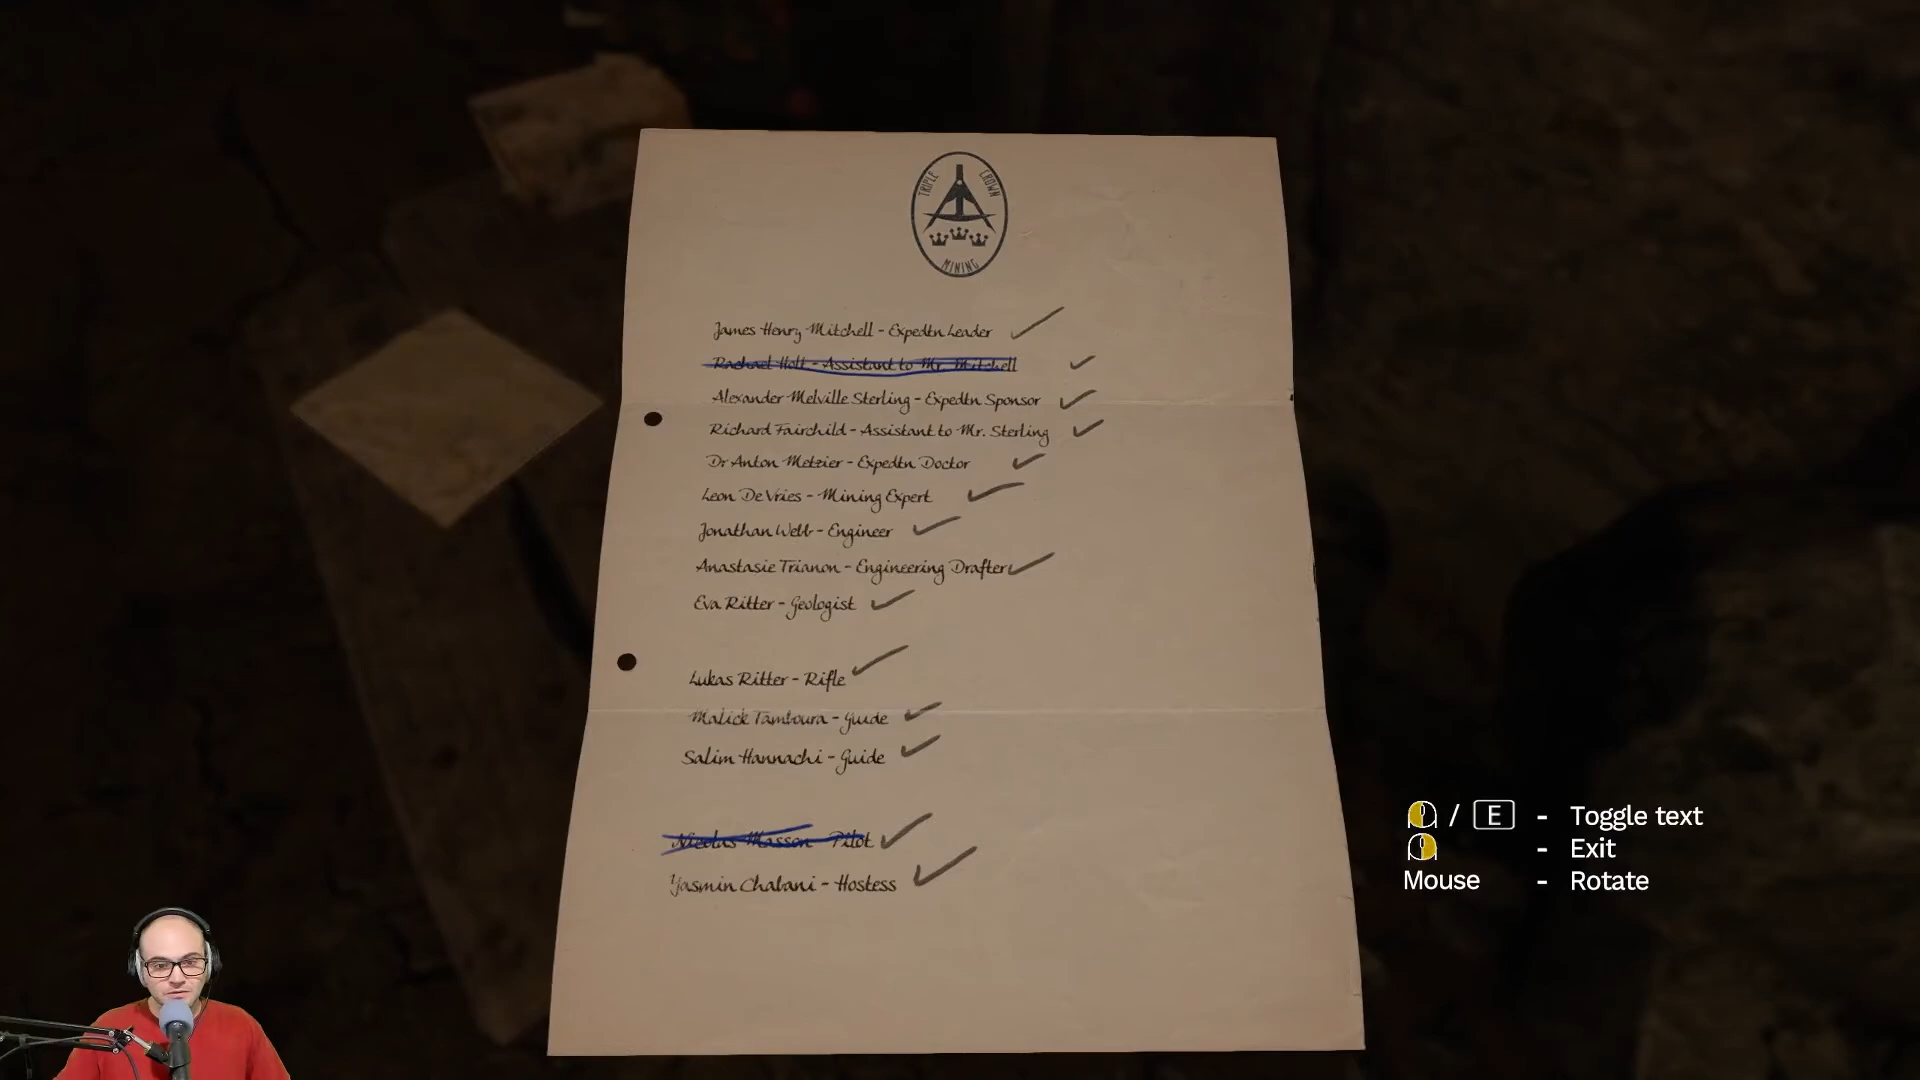 TRIPLE CROWN
MINING
James Henry Mitchell - Expedtn Leader
Rachael Holt - Assistant to Mr. Mitchell
Alexander Melville Sterling - Expedtn Sponsor
Richard Fairchild - Assistant to Mr. Sterling
Dr Anton Metzier - Expedtn Doctor
Leon De Vries - Mining Expert
Jonathan Webb - Engineer
Anastasie Trianon - Engineering Drafter
Eva Ritter - Geologist
Lukas Ritter - Rifle
Malick Tamboura - Guide
Salim Hannachi - Guide
Nicolas Masson Pilot
Yasmin Chabani - Hostess
/ E - Toggle text
- Exit
Mouse - Rotate